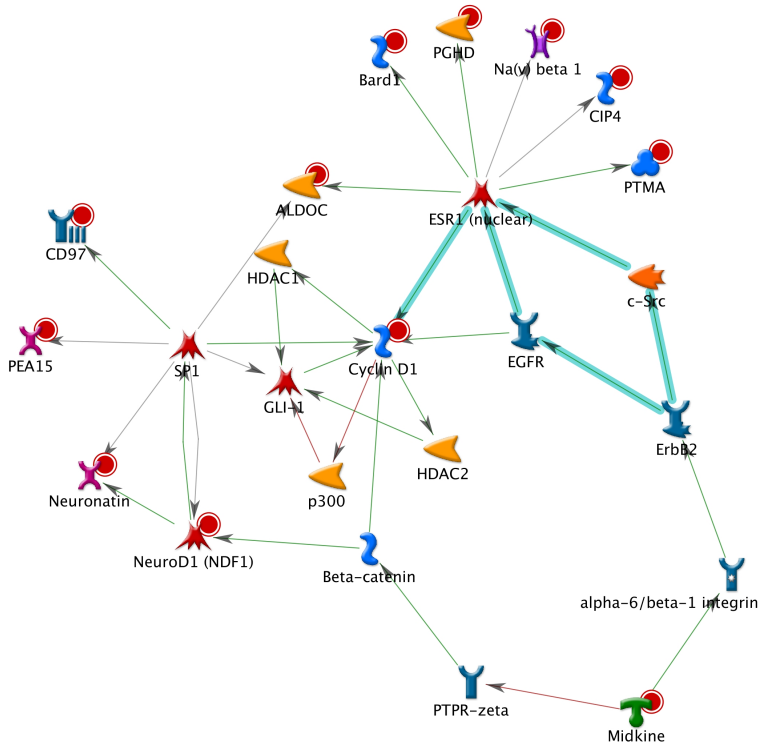 PGHD
Na(v) beta 1
Bard1
CIP4
PTMA
ALDOC
ESR1 (nuclear)
CD97
HDAC1
c-Src
PEA15
SP1
Cyclin D1
EGFR
GLI-1
ErbB2
HDAC2
Neuronatin
p300
NeuroD1 (NDF1)
Beta-catenin
alpha-6/beta-1 integrin
PTPR-zeta
Midkine